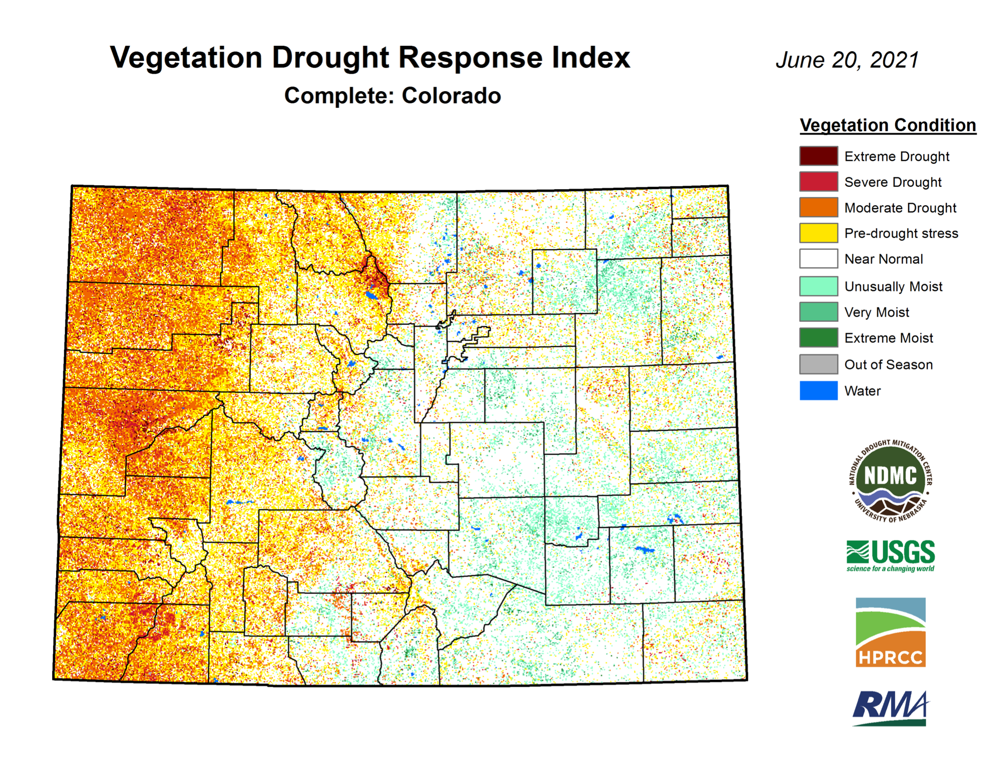 Vegetation Drought Response Index
June 20, 2021
Complete: Colorado
Vegetation Condition
Extreme Drought
Severe Drought
Moderate Drought
Pre-drought stress
Near Normal
Unusually Moist
Very Moist
Extreme Moist
Out of Season
Water
NATIONAL DROUGHT MITIGATION CENTER
NDMC
UNIVERSITY OF NEBRASKA
USGS
science for a changing world
HPRCC
RMA